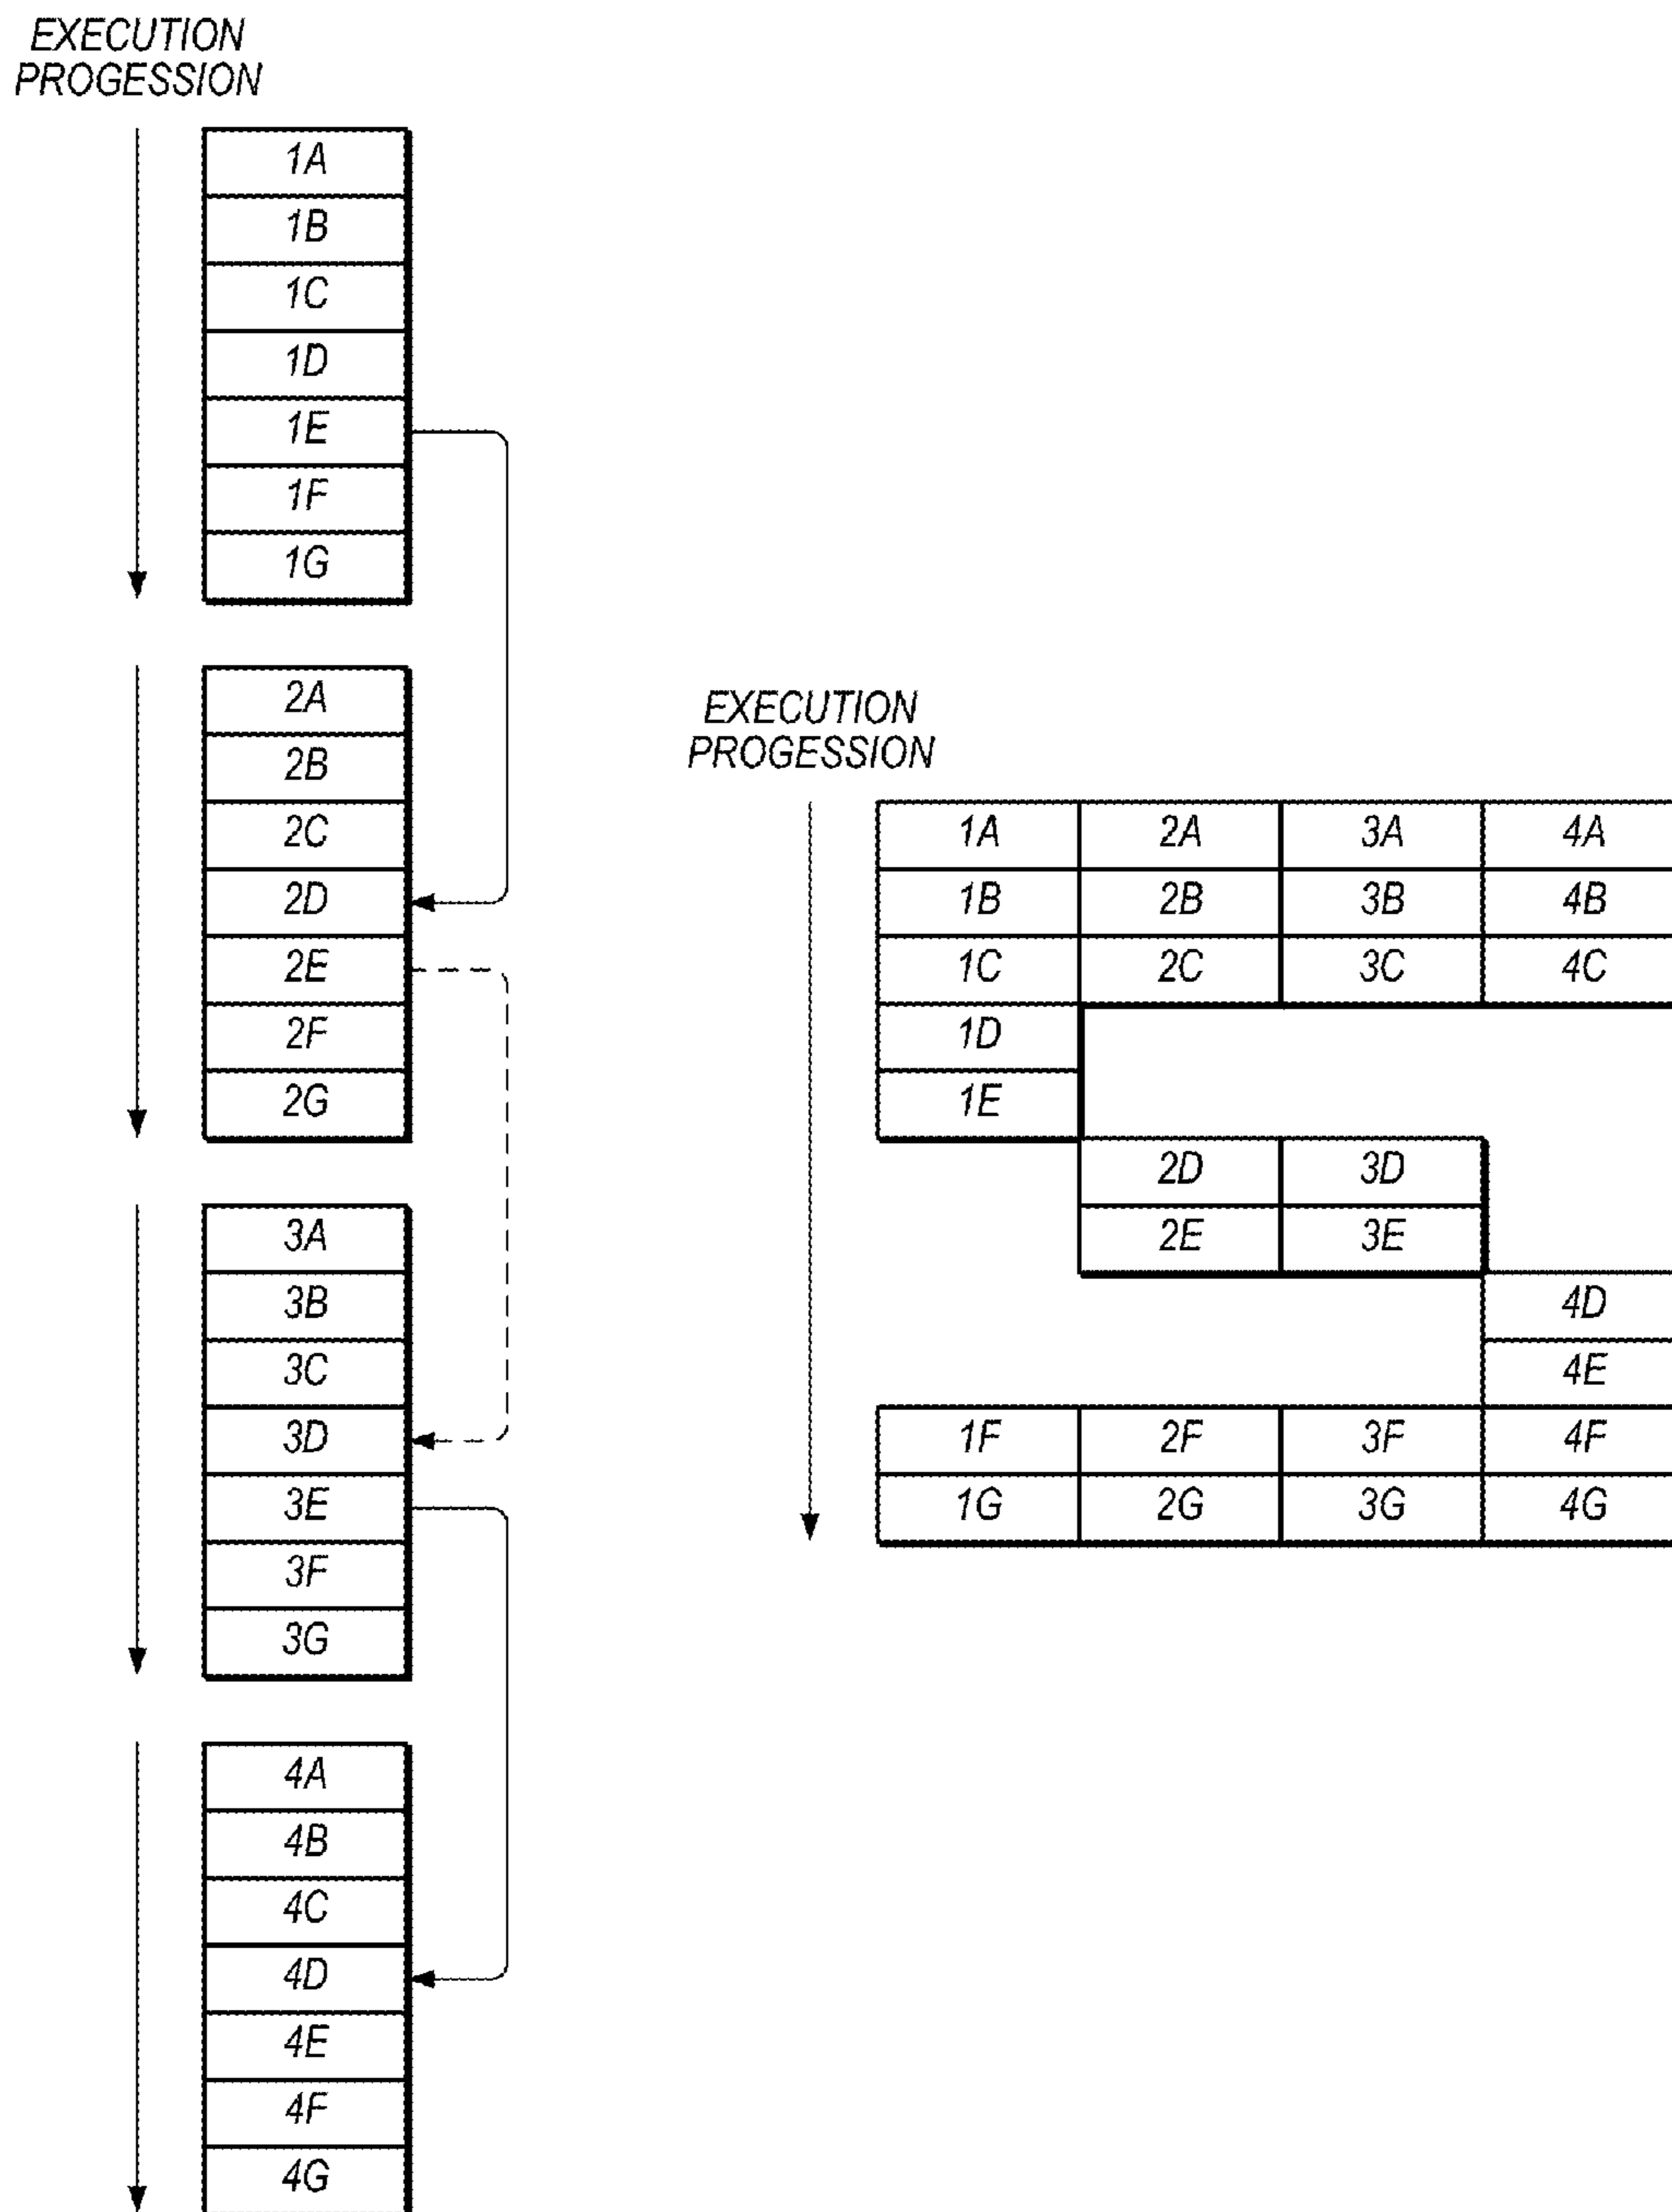 EXECUTION
PROGESSION
1A
1B
1C
1D
1E
1F
1G
2A
2B
2C
2D
2E
2F
2G
3A
3B
3C
3D
3E
3F
3G
4A
4B
4C
4D
4E
4F
4G
EXECUTION
PROGESSION
1A 2A 3A 4A
1B 2B 3B 4B
1C 2C 3C 4C
1D
1E
2D 3D
2E 3E
4D
4E
1F 2F 3F 4F
1G 2G 3G 4G